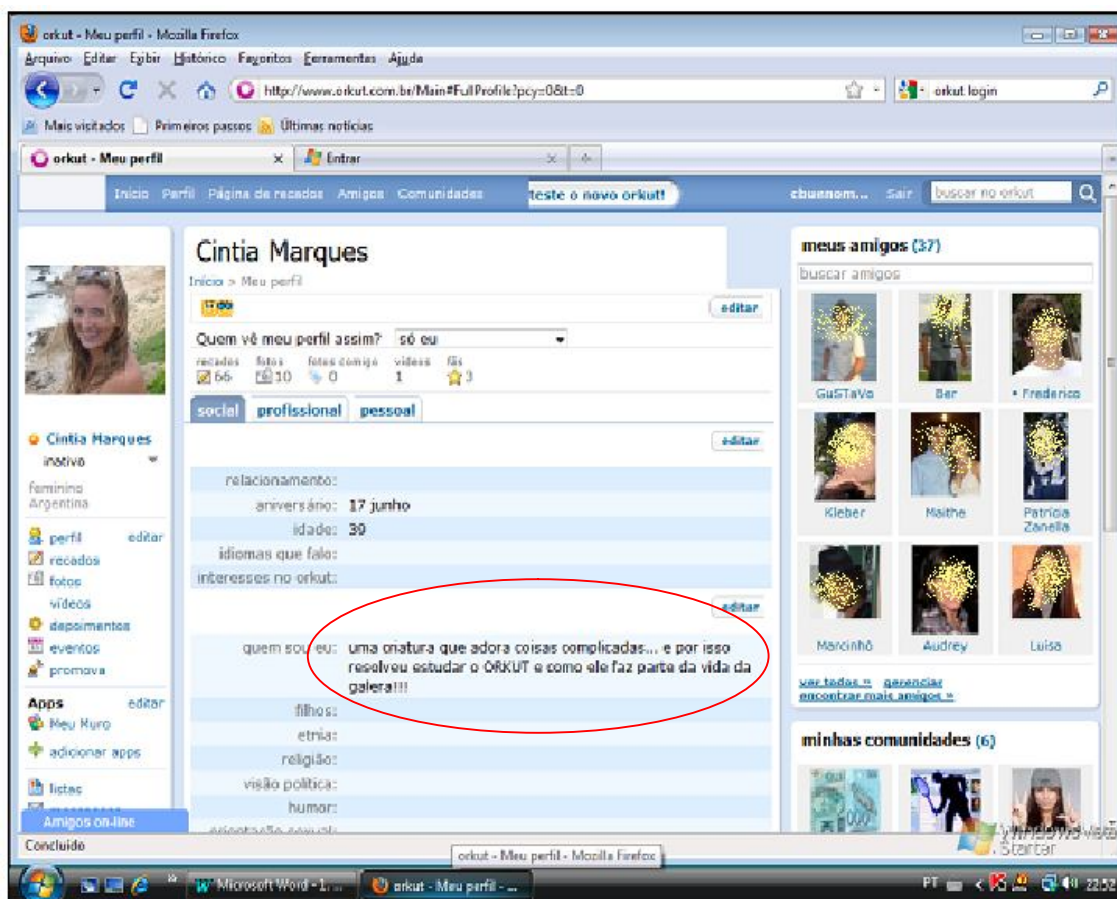 orkut - Meu perfil - Mozilla Firefox
Arquivo Editar Exibir Histórico Favoritos Ferramentas Ajuda
http://www.orkut.com.br/Main#FullProfile?pcy=0&t=0
orkut login
Mais visitados Primeiros passos Últimas notícias
orkut - Meu perfil
Entrar
Início Perfil Página de recados Amigos Comunidades
teste o novo orkut!
cbuenom... Sair
buscar no orkut
Cintia Marques
Início > Meu perfil
editar
Quem vê meu perfil assim? só eu
recados fotos fotos comigo vídeos fãs
66 10 0 1 3
social profissional pessoal
editar
relacionamento:
aniversário: 17 junho
idade: 39
idiomas que falo:
interesses no orkut:
editar
quem sou eu: uma criatura que adora coisas complicadas... e por isso
resolveu estudar o ORKUT e como ele faz parte da vida da
galera!!!
filhos:
etnia:
religião:
visão política:
humor:
orientação sexual:
Cintia Marques
inativo
feminino
Argentina
perfil editar
recados
fotos
vídeos
depoimentos
eventos
promova
Apps editar
Meu Kuro
adicionar apps
listas
Amigos on-line
meus amigos (37)
buscar amigos
GuSTaVo Ber • Frederico
Kleber Maithe Patrícia
Zanella
Marcinhô Audrey Luisa
ver todos » gerenciar
encontrar mais amigos »
minhas comunidades (6)
Windows Vista
Starter
Concluído
orkut - Meu perfil - Mozilla Firefox
Microsoft Word - 1....
orkut - Meu perfil - ...
PT
22:52